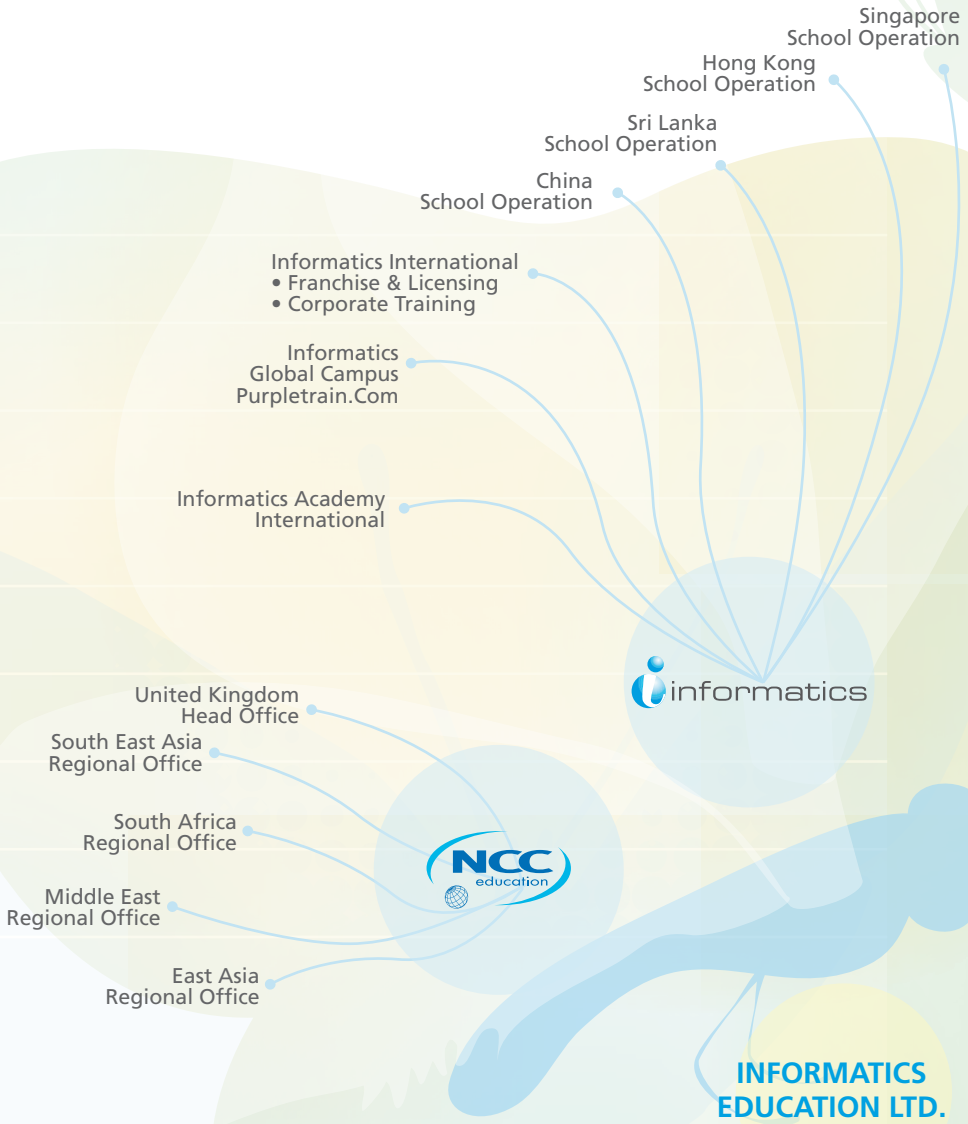 Singapore
School Operation
Hong Kong
School Operation
Sri Lanka
School Operation
China
School Operation
Informatics International
• Franchise & Licensing
• Corporate Training
Informatics
Global Campus
Purpletrain.Com
Informatics Academy
International
informatics
United Kingdom
Head Office
South East Asia
Regional Office
South Africa
Regional Office
NCC
education
Middle East
Regional Office
East Asia
Regional Office
INFORMATICS
EDUCATION LTD.